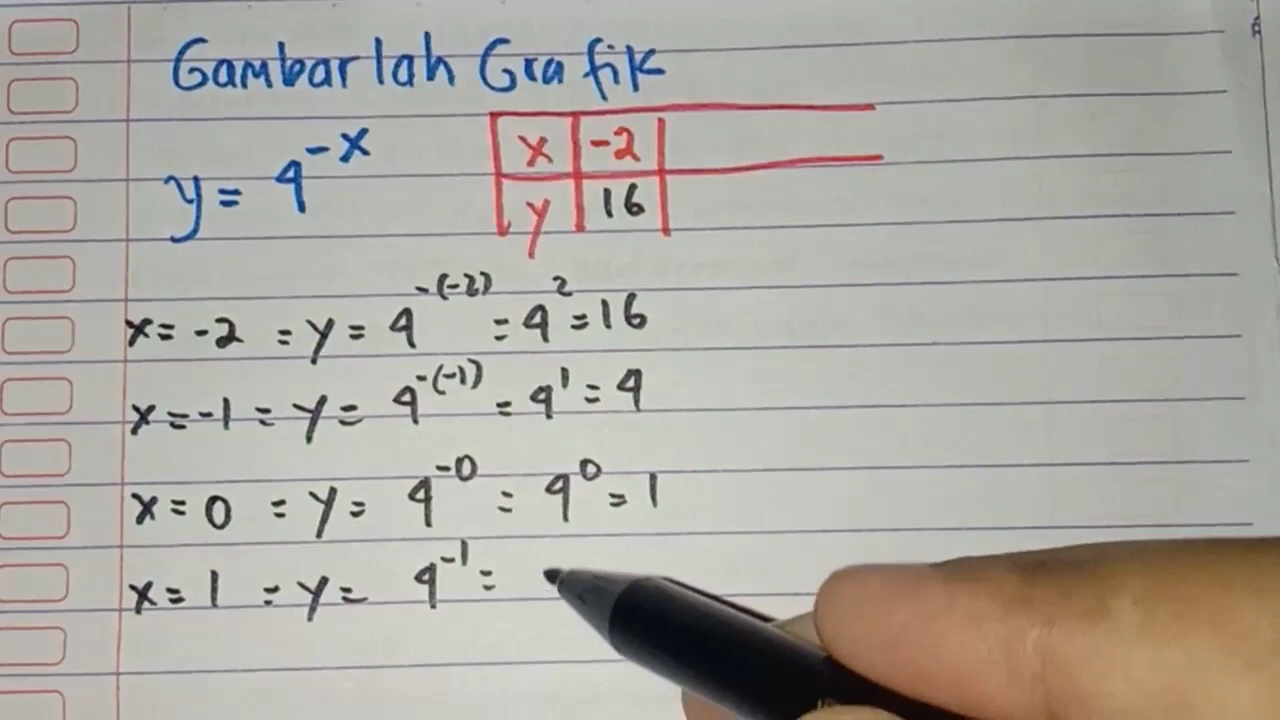 Gambarlah Grafik
y = 4^-x
x -2
y 16
x = -2 = y = 4^-(-2) = 4^2 = 16
x = -1 = y = 4^-(-1) = 4^1 = 4
x = 0 = y = 4^-0 = 4^0 = 1
x = 1 = y = 4^-1 =